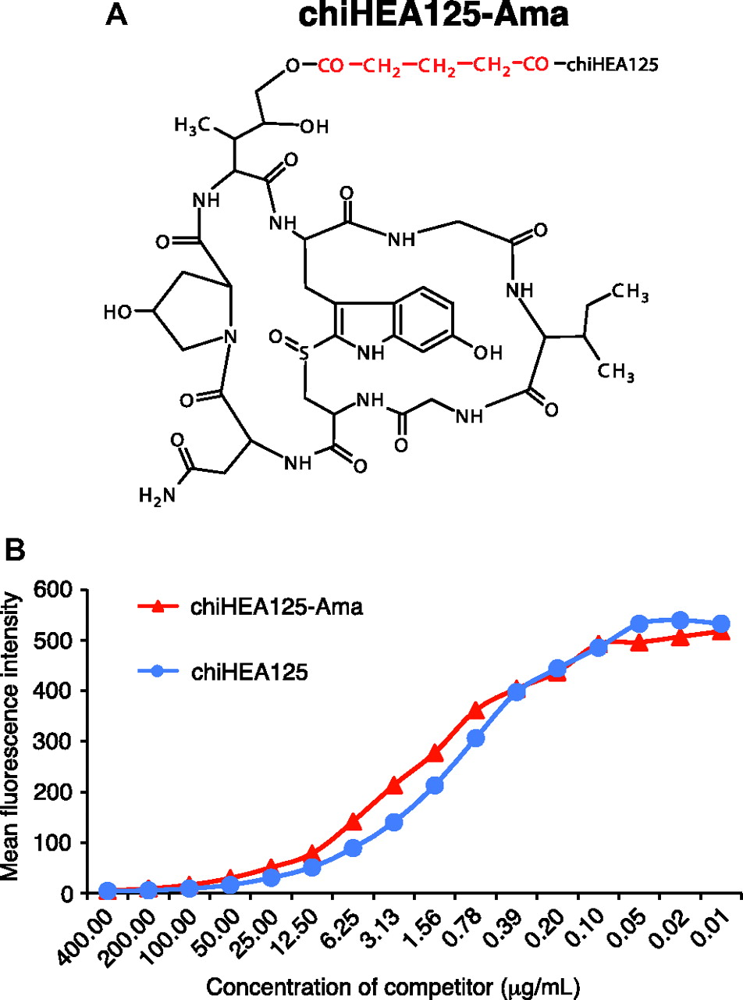 A chiHEA125-Ama
O–CO–CH₂–CH₂–CH₂–CO–chiHEA125
H₃C OH
O
NH O
NH
O NH O
HO NH CH₃
N O S NH OH
CH₃
O NH NH O
O
O NH O
H₂N
B
600
500
400
300
200
100
0
Mean fluorescence intensity
chiHEA125-Ama
chiHEA125
400.00 200.00 100.00 50.00 25.00 12.50 6.25 3.13 1.56 0.78 0.39 0.20 0.10 0.05 0.02 0.01
Concentration of competitor (μg/mL)